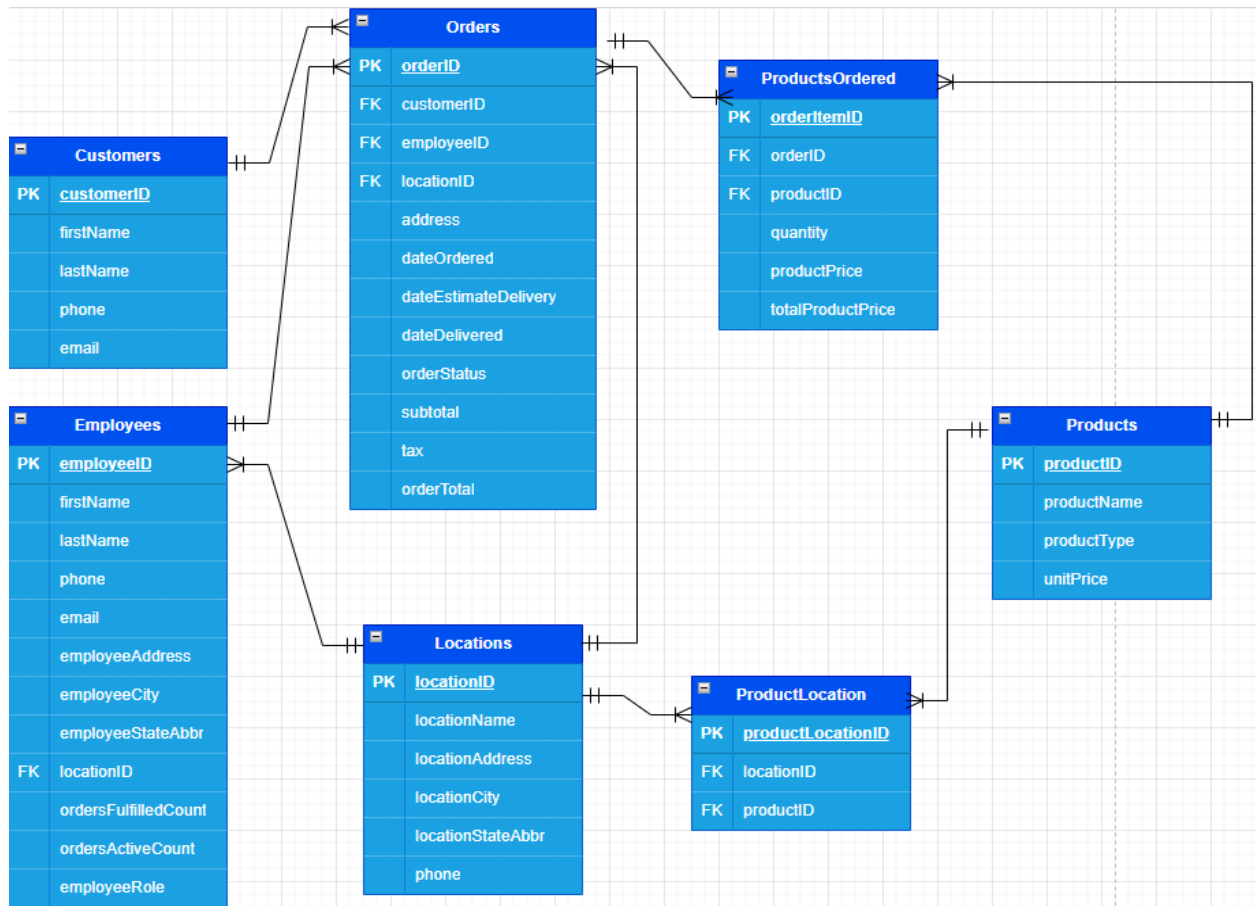 Orders
PK orderID
FK customerID
FK employeeID
FK locationID
address
dateOrdered
dateEstimateDelivery
dateDelivered
orderStatus
subtotal
tax
orderTotal
ProductsOrdered
PK orderItemID
FK orderID
FK productID
quantity
productPrice
totalProductPrice
Customers
PK customerID
firstName
lastName
phone
email
Employees
PK employeeID
firstName
lastName
phone
email
employeeAddress
employeeCity
employeeStateAbbr
FK locationID
ordersFulfilledCount
ordersActiveCount
employeeRole
Products
PK productID
productName
productType
unitPrice
Locations
PK locationID
locationName
locationAddress
locationCity
locationStateAbbr
phone
ProductLocation
PK productLocationID
FK locationID
FK productID